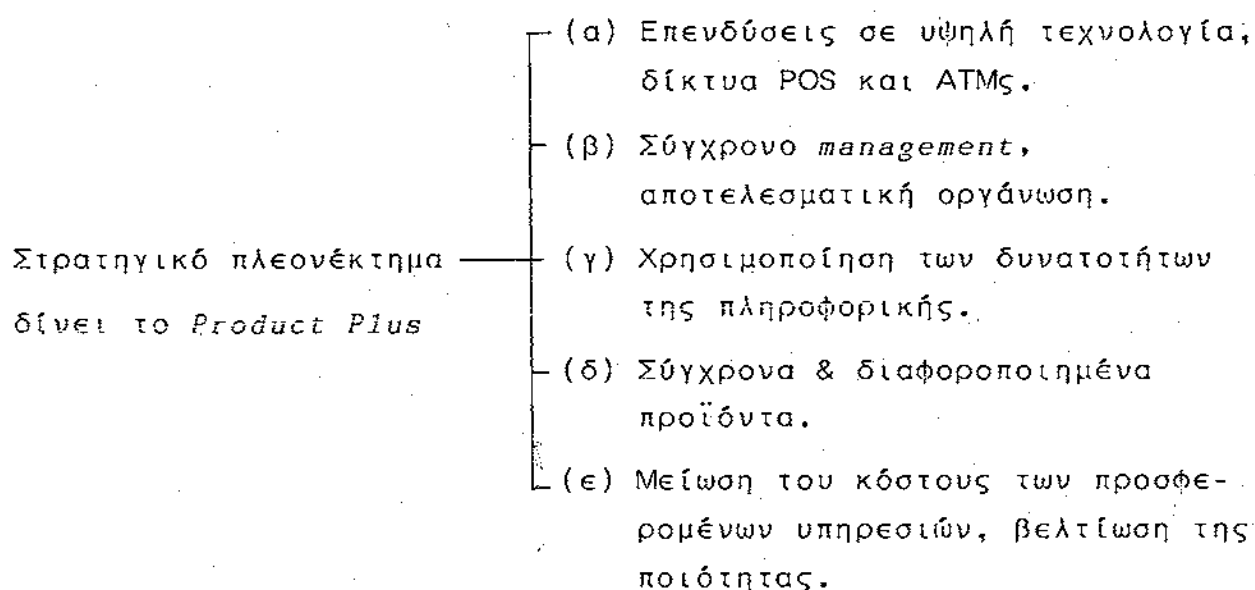 (α) Επενδύσεις σε υψηλή τεχνολογία,
δίκτυα POS και ATMς.
(β) Σύγχρονο management,
αποτελεσματική οργάνωση.
Στρατηγικό πλεονέκτημα
δίνει το Product Plus
(γ) Χρησιμοποίηση των δυνατοτήτων
της πληροφορικής.
(δ) Σύγχρονα & διαφοροποιημένα
προϊόντα.
(ε) Μείωση του κόστους των προσφε-
ρομένων υπηρεσιών, βελτίωση της
ποιότητας.